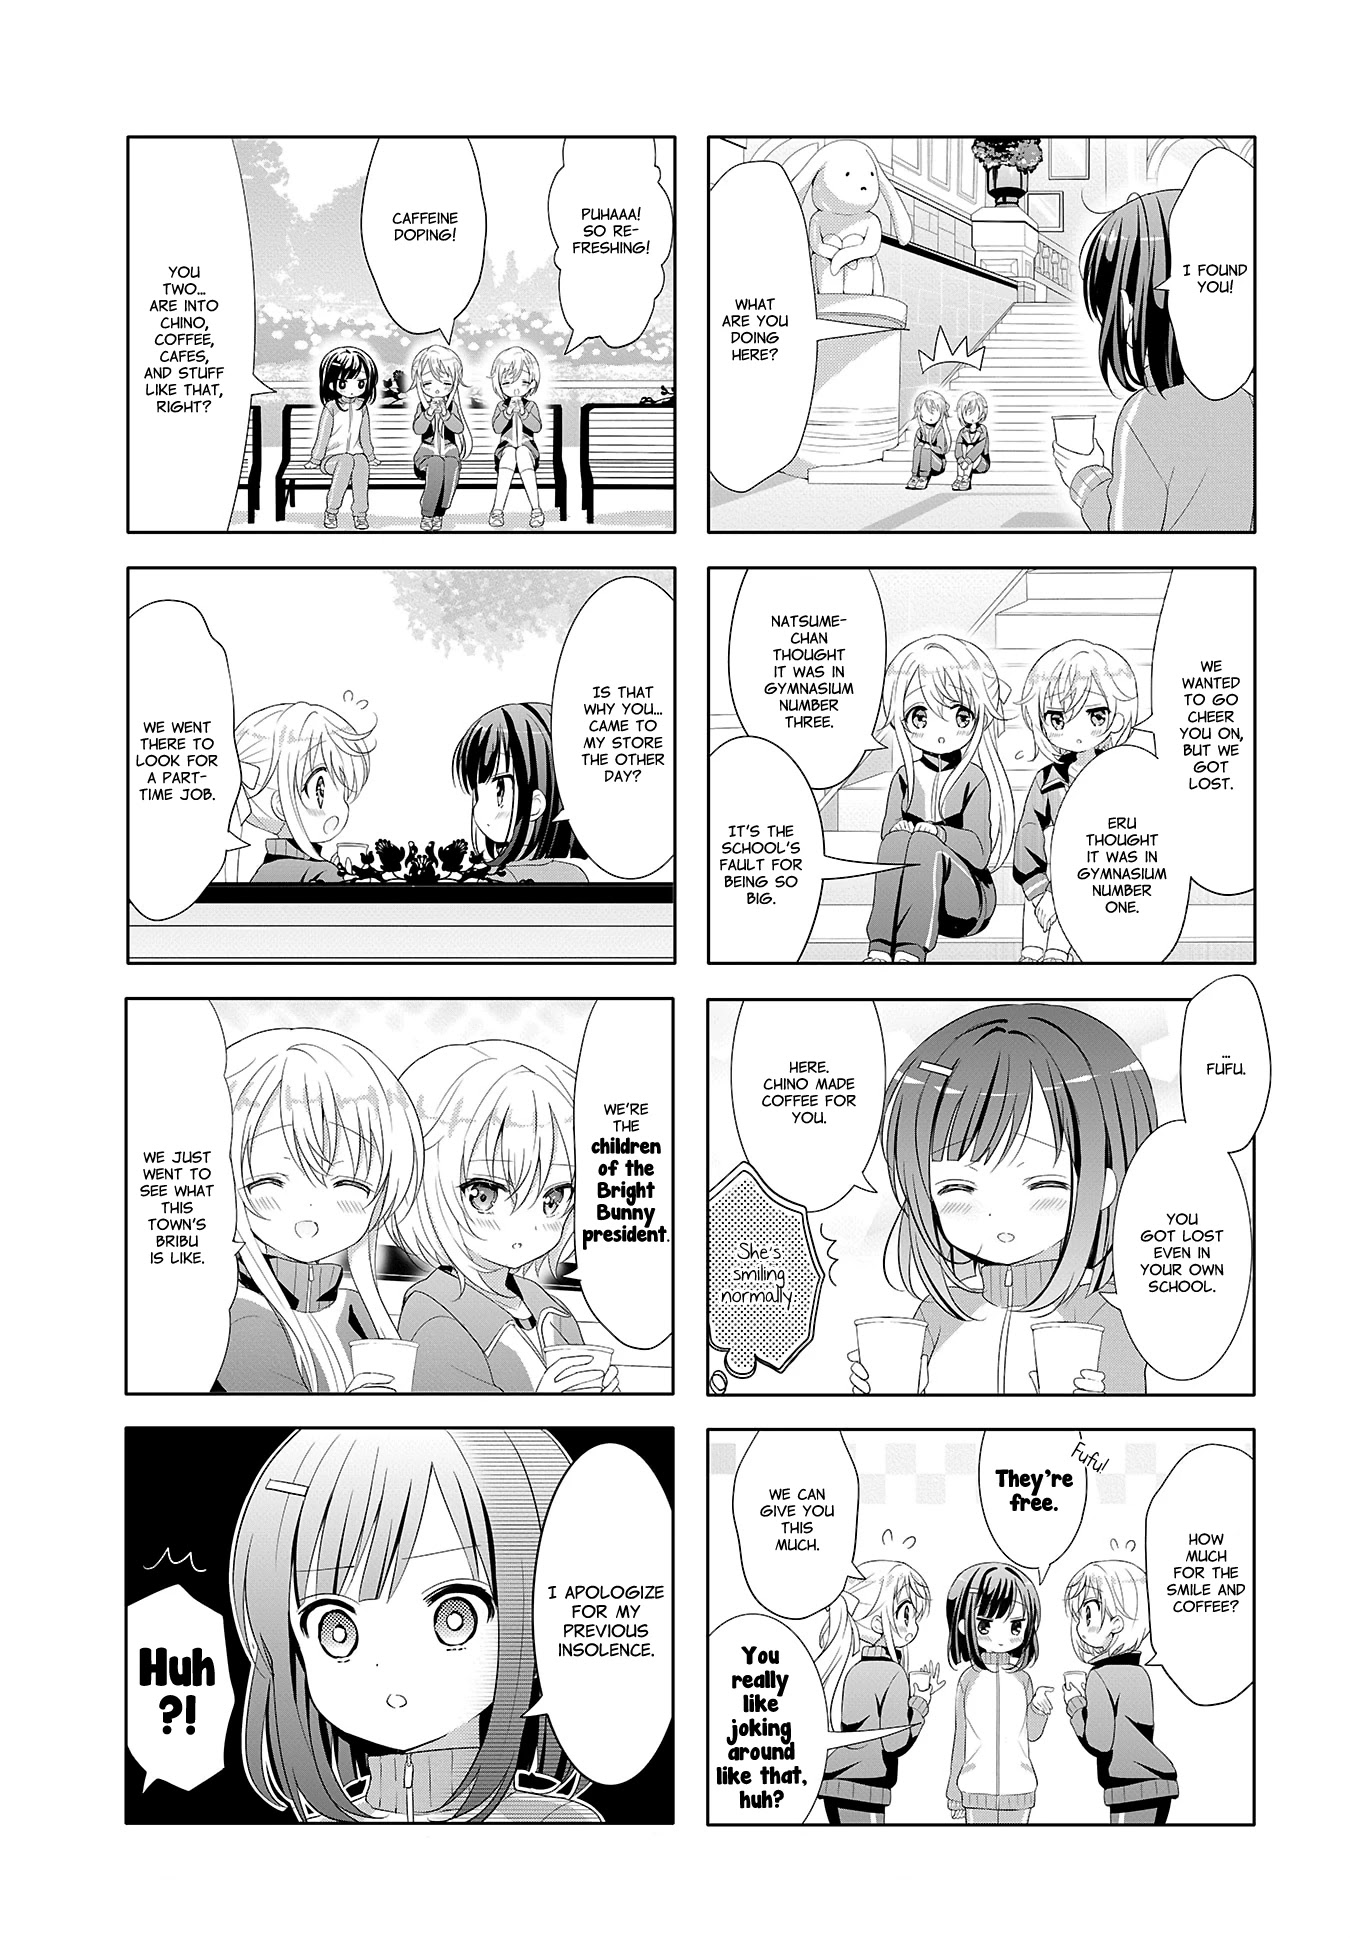 I FOUND
YOU!
WHAT
ARE YOU
DOING
HERE?
WE
WANTED
TO GO
CHEER
YOU ON,
BUT WE
GOT
LOST.
NATSUME-
CHAN
THOUGHT
IT WAS IN
GYMNASIUM
NUMBER
THREE.
ERU
THOUGHT
IT WAS IN
GYMNASIUM
NUMBER
ONE.
IT'S THE
SCHOOL'S
FAULT FOR
BEING SO
BIG.
...
FUFU.
YOU
GOT LOST
EVEN IN
YOUR OWN
SCHOOL.
HERE.
CHINO MADE
COFFEE FOR
YOU.
She's
smiling
normally
HOW
MUCH
FOR THE
SMILE AND
COFFEE?
Fufu!
They're
free.
WE CAN
GIVE YOU
THIS
MUCH.
You
really
like
joking
around
like that,
huh?
PUHAAA!
SO RE-
FRESHING!
CAFFEINE
DOPING!
YOU
TWO...
ARE INTO
CHINO,
COFFEE,
CAFES,
AND STUFF
LIKE THAT,
RIGHT?
IS THAT
WHY YOU...
CAME TO
MY STORE
THE OTHER
DAY?
WE WENT
THERE TO
LOOK FOR
A PART-
TIME JOB.
WE'RE
THE
children
of the
Bright
Bunny
president.
WE JUST
WENT TO
SEE WHAT
THIS
TOWN'S
BRIBU
IS LIKE.
I APOLOGIZE
FOR MY
PREVIOUS
INSOLENCE.
Huh
?!